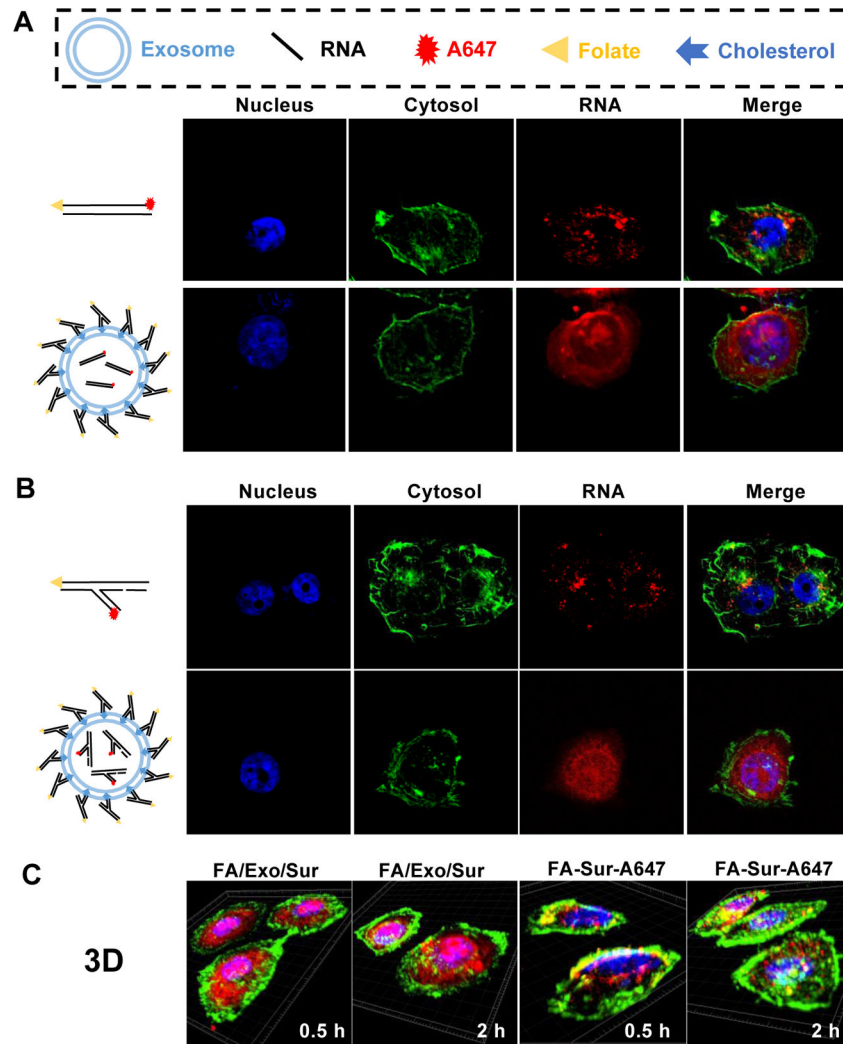 A
Exosome RNA A647 Folate Cholesterol
Nucleus Cytosol RNA Merge
B
Nucleus Cytosol RNA Merge
C
FA/Exo/Sur FA/Exo/Sur FA-Sur-A647 FA-Sur-A647
3D
0.5 h 2 h 0.5 h 2 h